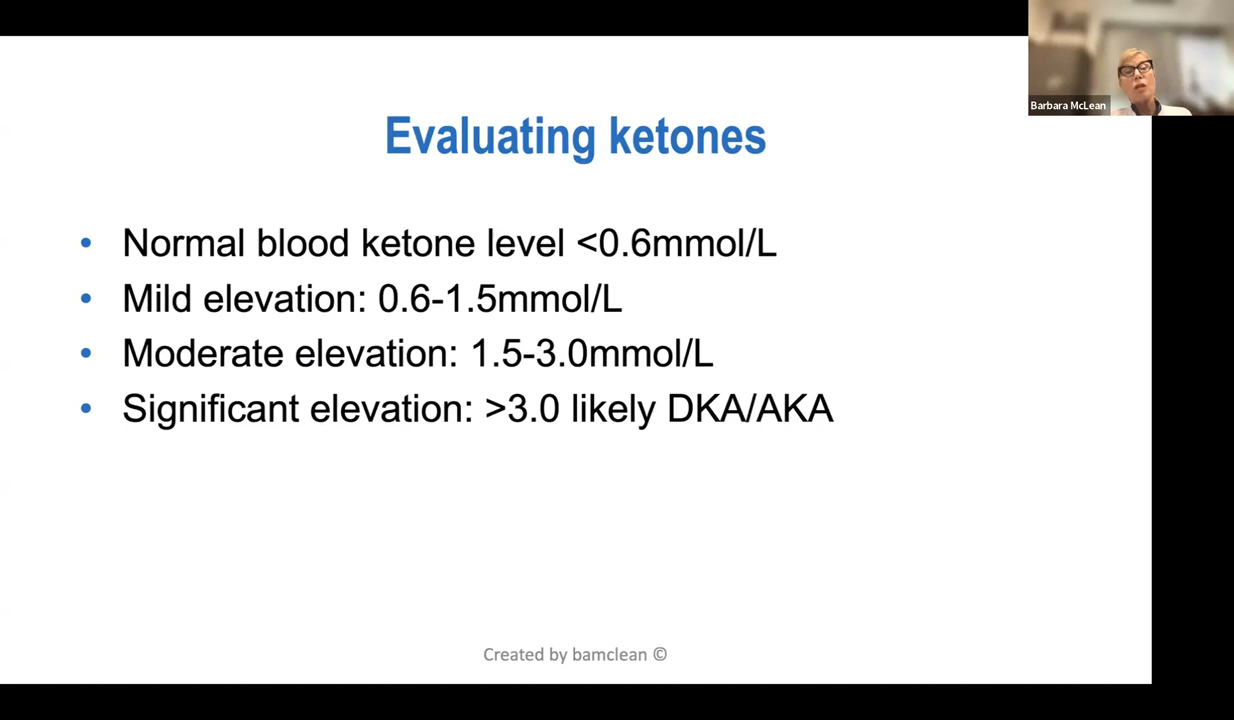 Barbara McLean
Evaluating ketones
• Normal blood ketone level <0.6mmol/L
• Mild elevation: 0.6-1.5mmol/L
• Moderate elevation: 1.5-3.0mmol/L
• Significant elevation: >3.0 likely DKA/AKA
Created by bamclean ©